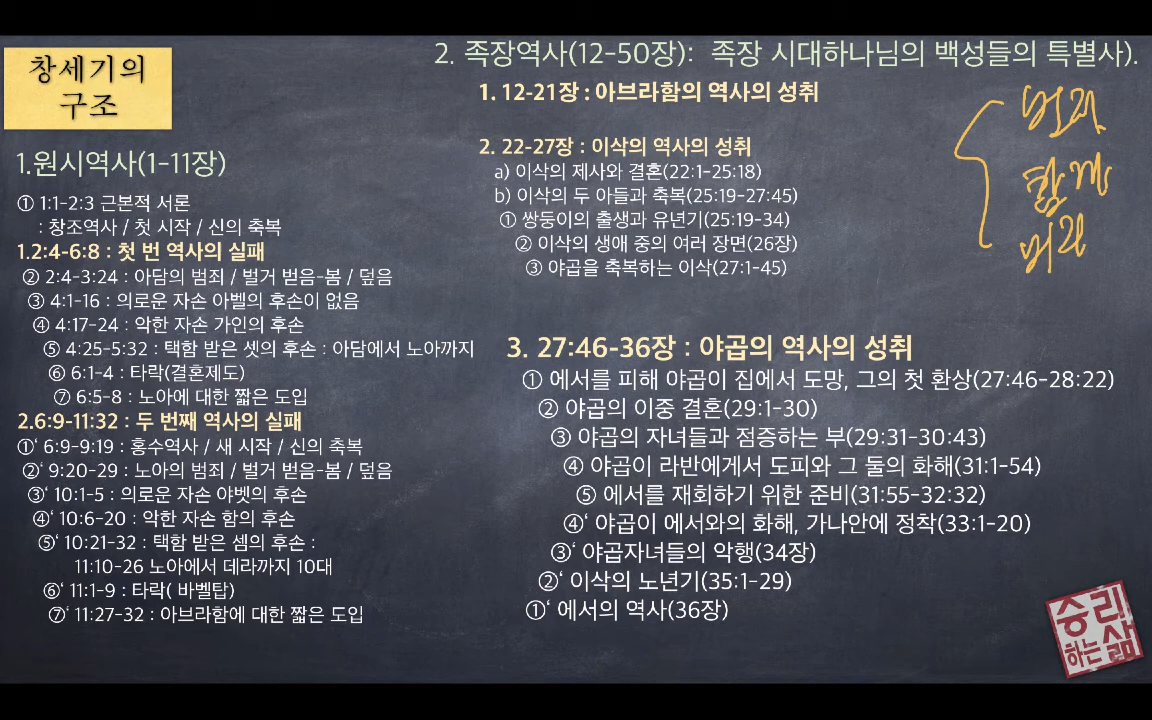 창세기의
구조
1.원시역사(1-11장)
① 1:1-2:3 근본적 서론
: 창조역사 / 첫 시작 / 신의 축복
1.2:4-6:8 : 첫 번 역사의 실패
② 2:4-3:24 : 아담의 범죄 / 벌거 벋음-봄 / 덮음
③ 4:1-16 : 의로운 자손 아벨의 후손이 없음
④ 4:17-24 : 악한 자손 가인의 후손
⑤ 4:25-5:32 : 택함 받은 셋의 후손 : 아담에서 노아까지
⑥ 6:1-4 : 타락(결혼제도)
⑦ 6:5-8 : 노아에 대한 짧은 도입
2.6:9-11:32 : 두 번째 역사의 실패
①‘ 6:9-9:19 : 홍수역사 / 새 시작 / 신의 축복
②‘ 9:20-29 : 노아의 범죄 / 벌거 벋음-봄 / 덮음
③‘ 10:1-5 : 의로운 자손 야벳의 후손
④‘ 10:6-20 : 악한 자손 함의 후손
⑤‘ 10:21-32 : 택함 받은 셈의 후손 :
11:10-26 노아에서 데라까지 10대
⑥‘ 11:1-9 : 타락( 바벨탑)
⑦‘ 11:27-32 : 아브라함에 대한 짧은 도입
2. 족장역사(12-50장): 족장 시대하나님의 백성들의 특별사).
1. 12-21장 : 아브라함의 역사의 성취
2. 22-27장 : 이삭의 역사의 성취
a) 이삭의 제사와 결혼(22:1-25:18)
b) 이삭의 두 아들과 축복(25:19-27:45)
① 쌍둥이의 출생과 유년기(25:19-34)
② 이삭의 생애 중의 여러 장면(26장)
③ 야곱을 축복하는 이삭(27:1-45)
3. 27:46-36장 : 야곱의 역사의 성취
① 에서를 피해 야곱이 집에서 도망, 그의 첫 환상(27:46-28:22)
② 야곱의 이중 결혼(29:1-30)
③ 야곱의 자녀들과 점증하는 부(29:31-30:43)
④ 야곱이 라반에게서 도피와 그 둘의 화해(31:1-54)
⑤ 에서를 재회하기 위한 준비(31:55-32:32)
④‘ 야곱이 에서와의 화해, 가나안에 정착(33:1-20)
③‘ 야곱자녀들의 악행(34장)
②‘ 이삭의 노년기(35:1-29)
①‘ 에서의 역사(36장)
승리
하는 삶